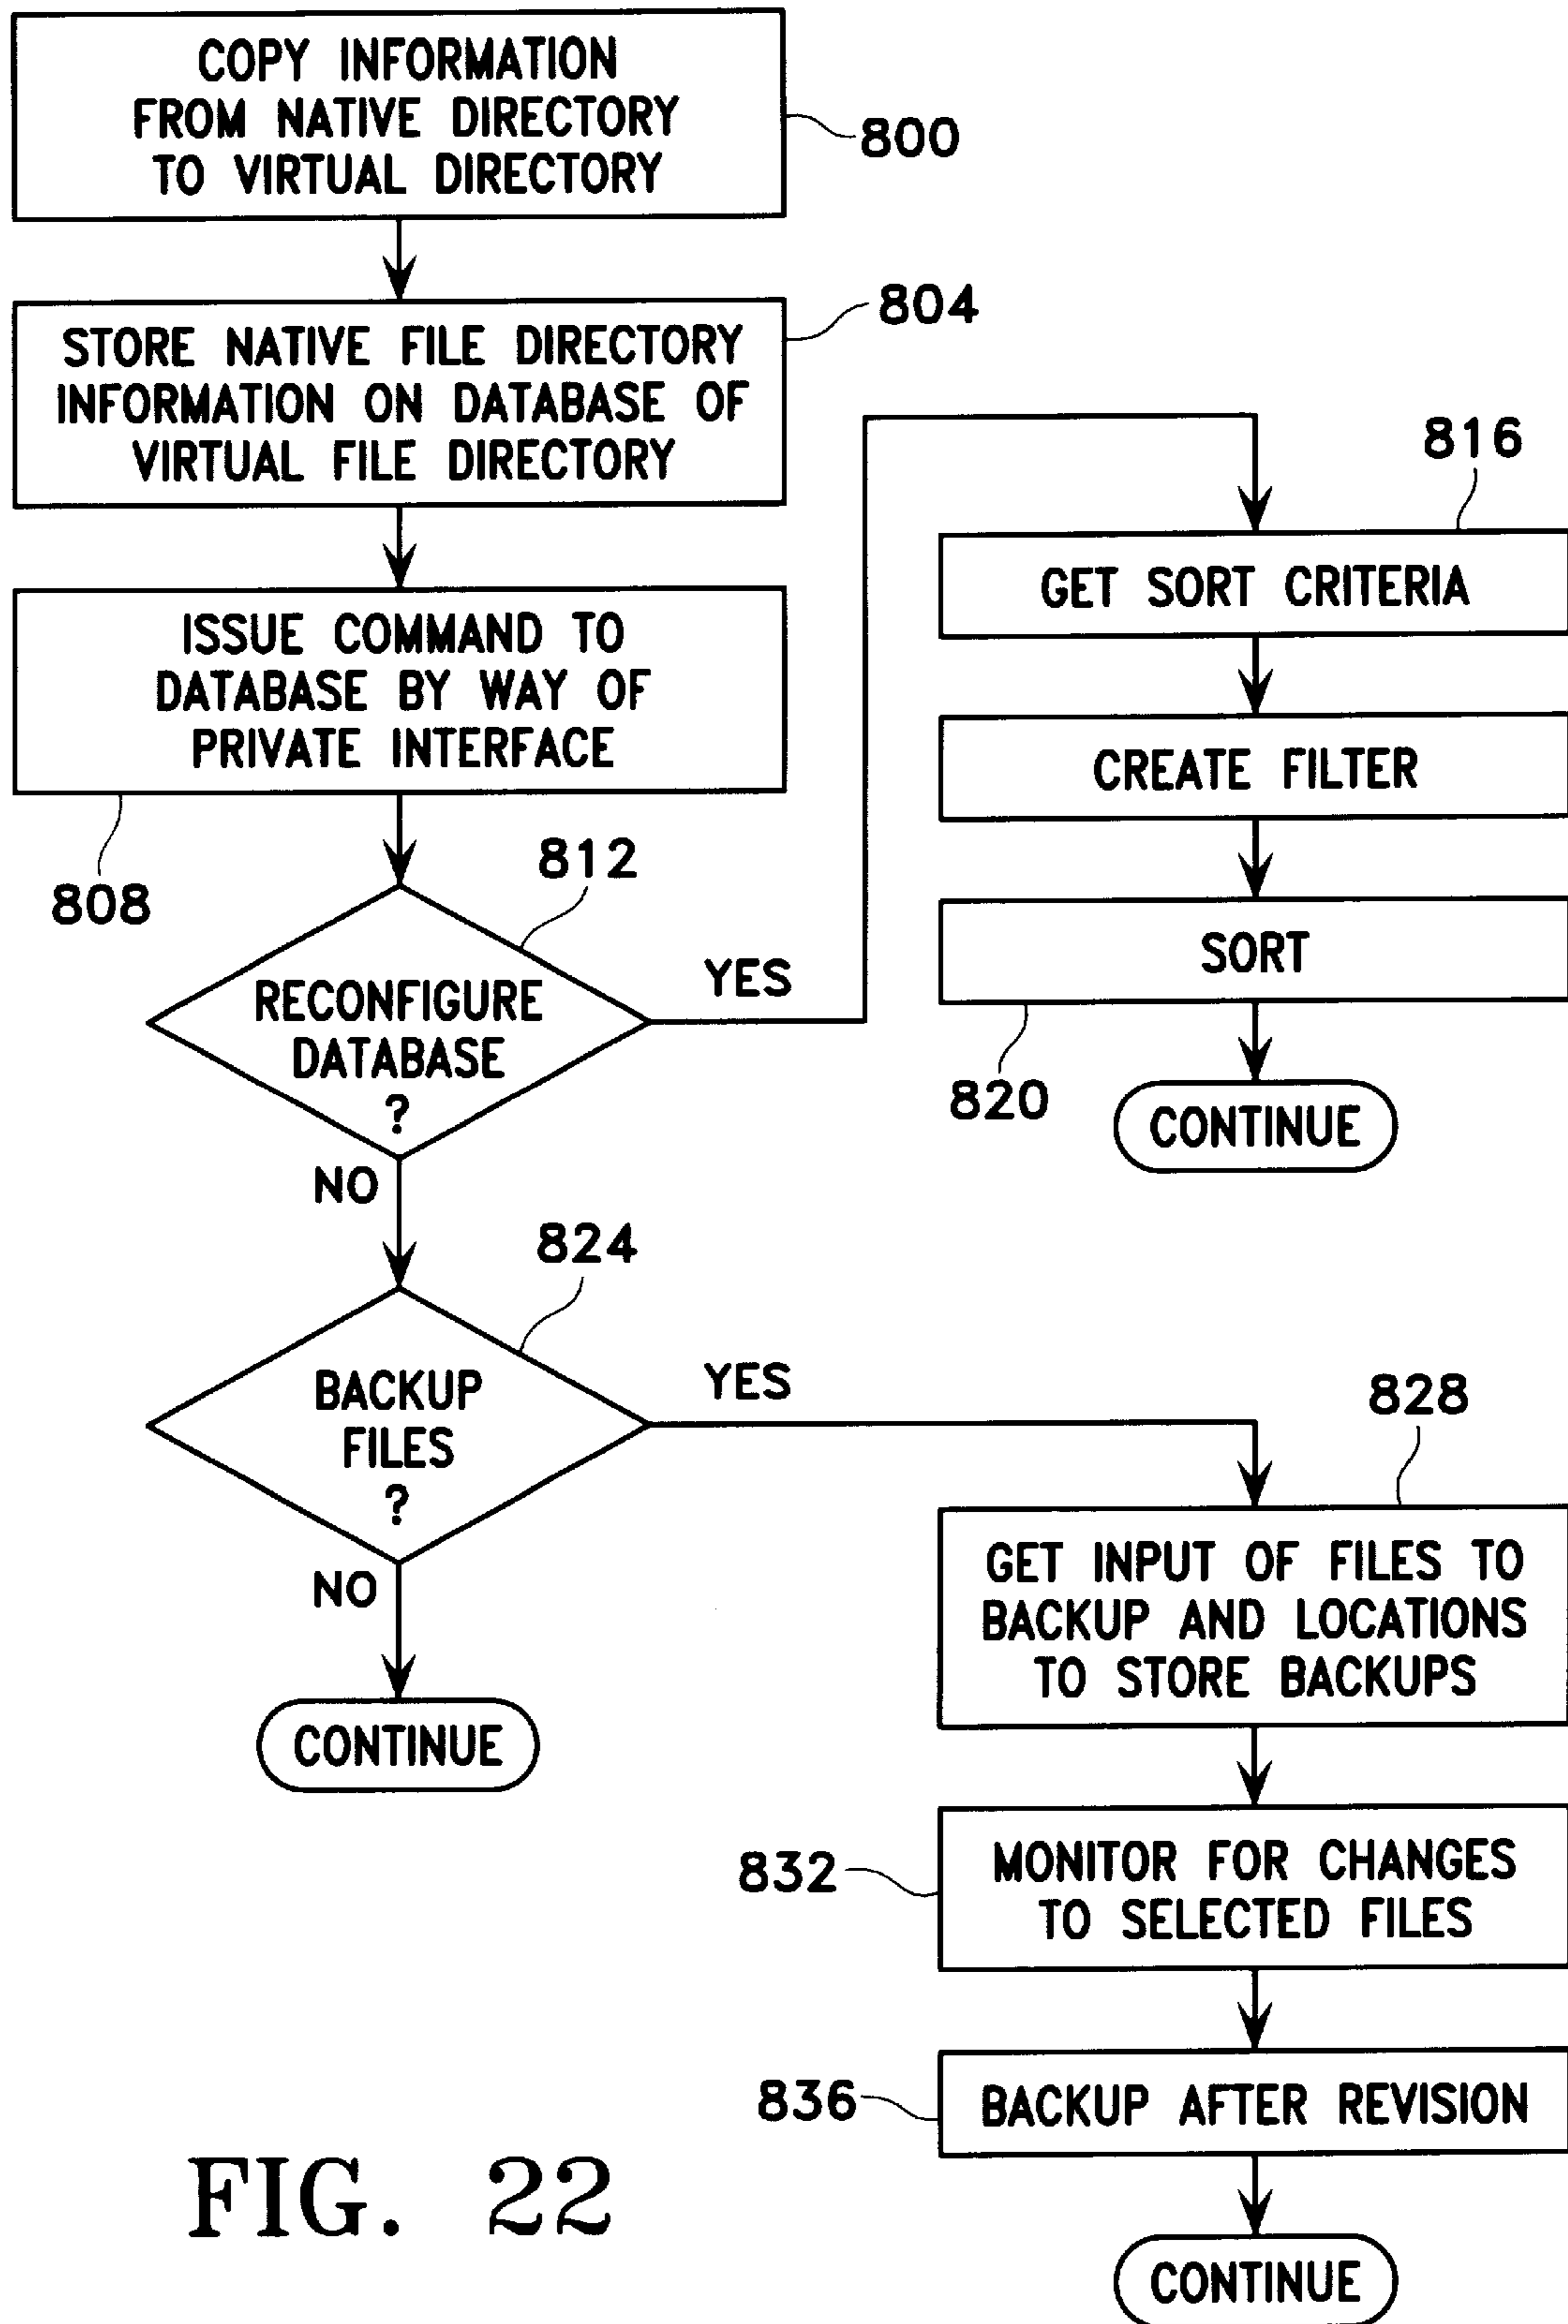 COPY INFORMATION
FROM NATIVE DIRECTORY
TO VIRTUAL DIRECTORY
800
STORE NATIVE FILE DIRECTORY
INFORMATION ON DATABASE OF
VIRTUAL FILE DIRECTORY
804
ISSUE COMMAND TO
DATABASE BY WAY OF
PRIVATE INTERFACE
808
812
RECONFIGURE
DATABASE
?
YES
NO
816
GET SORT CRITERIA
CREATE FILTER
SORT
820
CONTINUE
824
BACKUP
FILES
?
YES
NO
CONTINUE
828
GET INPUT OF FILES TO
BACKUP AND LOCATIONS
TO STORE BACKUPS
832
MONITOR FOR CHANGES
TO SELECTED FILES
836
BACKUP AFTER REVISION
CONTINUE
FIG. 22